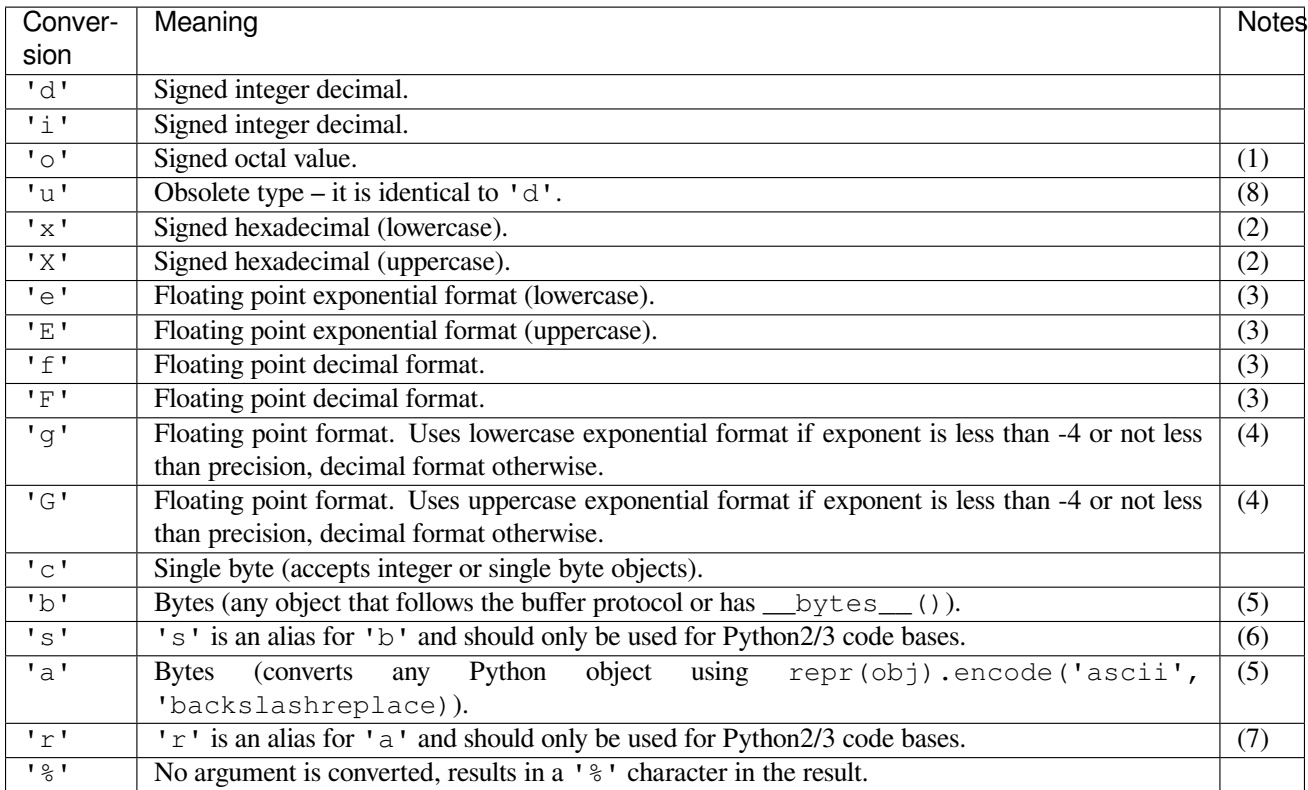 Conver- Meaning Notes
sion
'd' Signed integer decimal.
'i' Signed integer decimal.
'o' Signed octal value. (1)
'u' Obsolete type – it is identical to 'd'. (8)
'x' Signed hexadecimal (lowercase). (2)
'X' Signed hexadecimal (uppercase). (2)
'e' Floating point exponential format (lowercase). (3)
'E' Floating point exponential format (uppercase). (3)
'f' Floating point decimal format. (3)
'F' Floating point decimal format. (3)
'g' Floating point format. Uses lowercase exponential format if exponent is less than -4 or not less (4)
than precision, decimal format otherwise.
'G' Floating point format. Uses uppercase exponential format if exponent is less than -4 or not less (4)
than precision, decimal format otherwise.
'c' Single byte (accepts integer or single byte objects).
'b' Bytes (any object that follows the buffer protocol or has __bytes__()). (5)
's' 's' is an alias for 'b' and should only be used for Python2/3 code bases. (6)
'a' Bytes (converts any Python object using repr(obj).encode('ascii', (5)
'backslashreplace)).
'r' 'r' is an alias for 'a' and should only be used for Python2/3 code bases. (7)
'%' No argument is converted, results in a '%' character in the result.